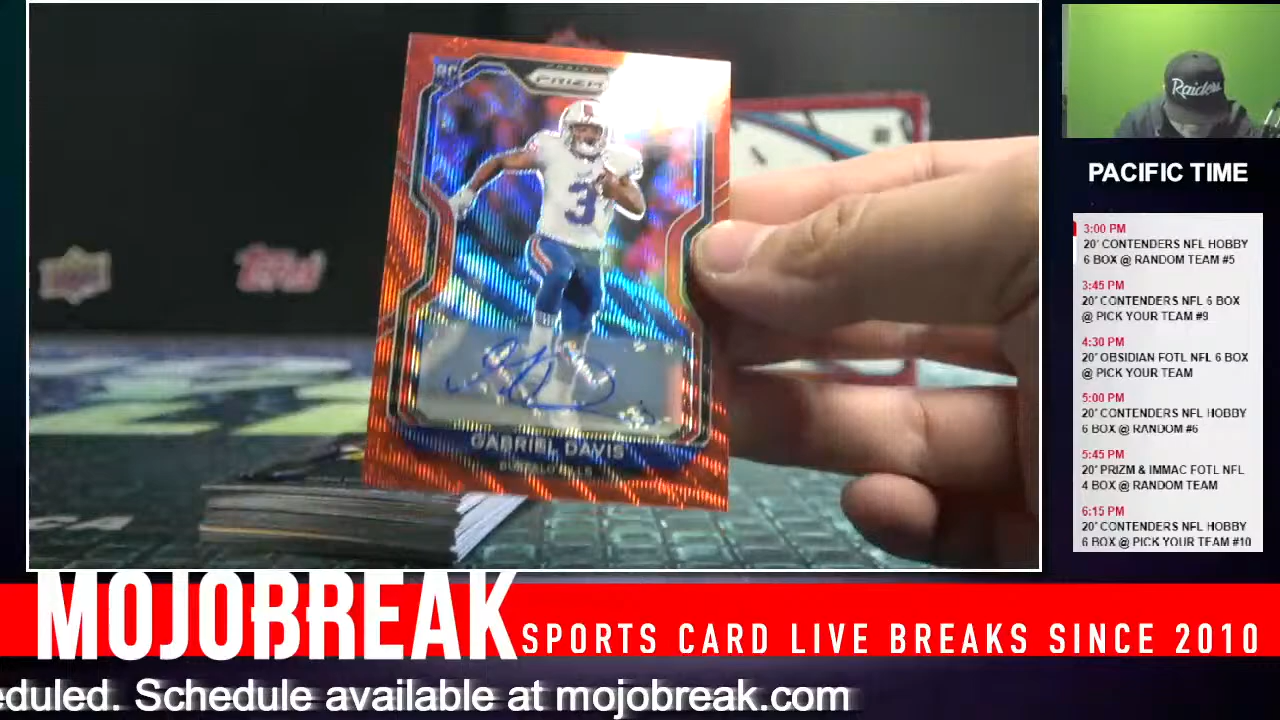 RC
PANINI
PRIZM
3
GABRIEL DAVIS
BUFFALO BILLS
topps
Raiders
PACIFIC TIME
3:00 PM
20' CONTENDERS NFL HOBBY
6 BOX @ RANDOM TEAM #5
3:45 PM
20' CONTENDERS NFL 6 BOX
@ PICK YOUR TEAM #9
4:30 PM
20' OBSIDIAN FOTL NFL 6 BOX
@ PICK YOUR TEAM
5:00 PM
20' CONTENDERS NFL HOBBY
6 BOX @ RANDOM #6
5:45 PM
20' PRIZM & IMMAC FOTL NFL
4 BOX @ RANDOM TEAM
6:15 PM
20' CONTENDERS NFL HOBBY
6 BOX @ PICK YOUR TEAM #10
MOJOBREAK
SPORTS CARD LIVE BREAKS SINCE 2010
eduled. Schedule available at mojobreak.com